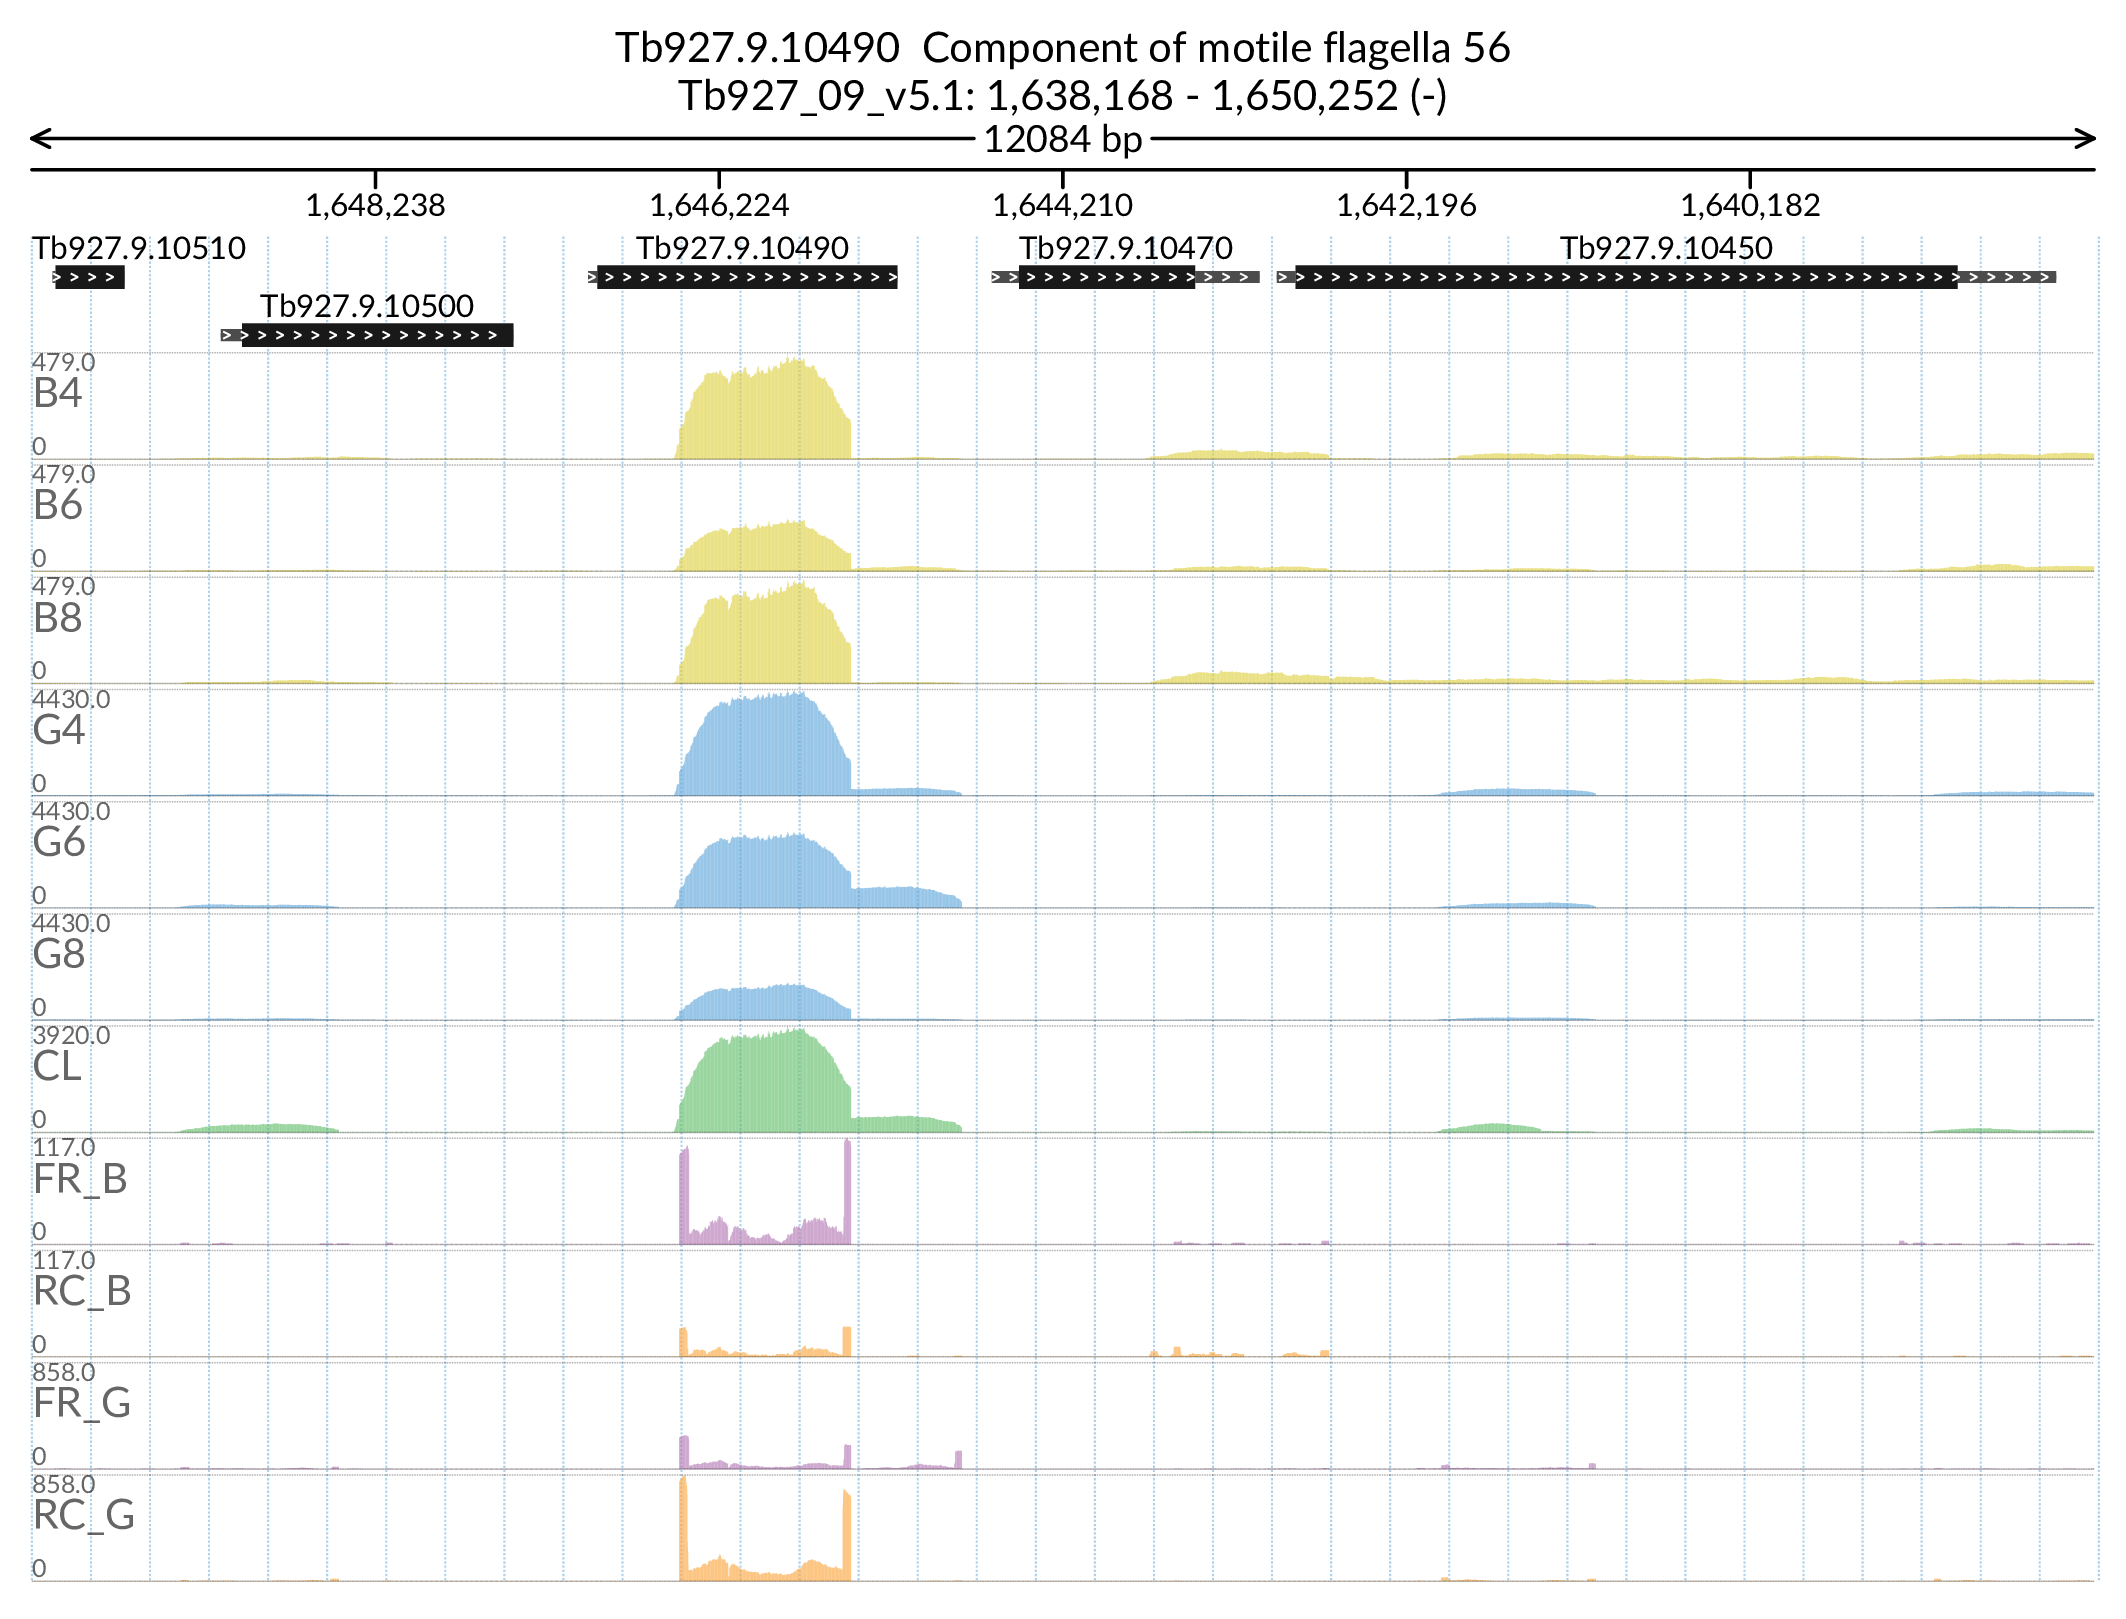 Tb927.9.10490  Component of motile flagella 56
Tb927_09_v5.1: 1,638,168 - 1,650,252 (-)
12084 bp
1,648,238 1,646,224 1,644,210 1,642,196 1,640,182
Tb927.9.10510 Tb927.9.10490 Tb927.9.10470 Tb927.9.10450
Tb927.9.10500
479.0
B4
0
479.0
B6
0
479.0
B8
0
4430.0
G4
0
4430.0
G6
0
4430.0
G8
0
3920.0
CL
0
117.0
FR_B
0
117.0
RC_B
0
858.0
FR_G
0
858.0
RC_G
0